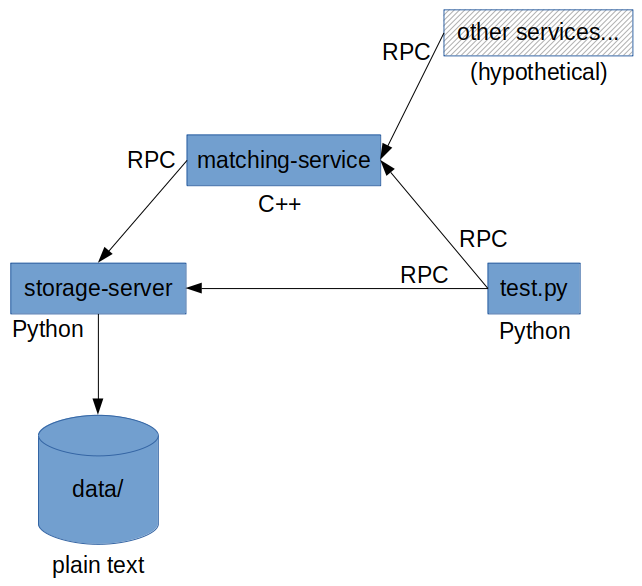 other services...
RPC
(hypothetical)
RPC
matching-service
C++
RPC
RPC
storage-server
test.py
Python
Python
data/
plain text